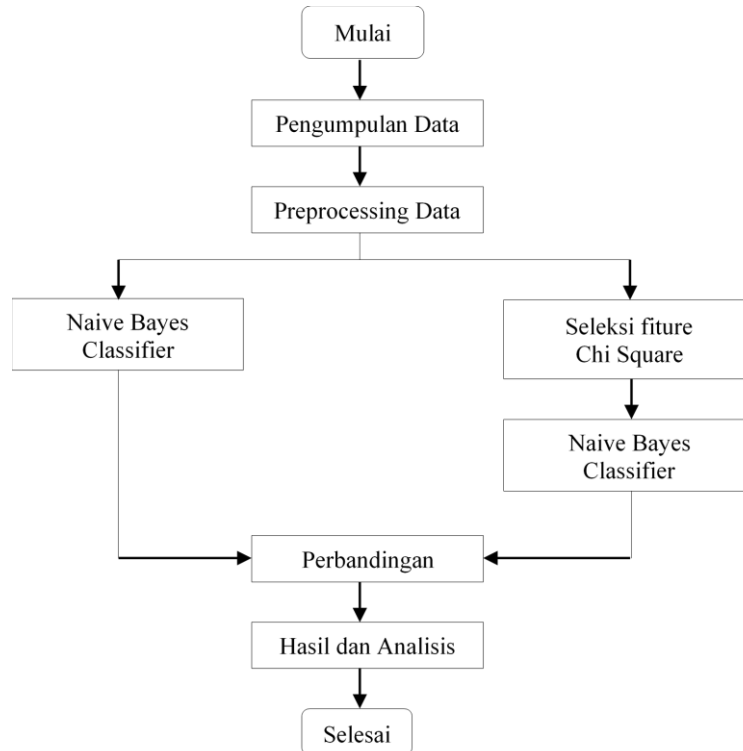 Mulai
Pengumpulan Data
Preprocessing Data
Naive Bayes
Classifier
Seleksi fiture
Chi Square
Naive Bayes
Classifier
Perbandingan
Hasil dan Analisis
Selesai